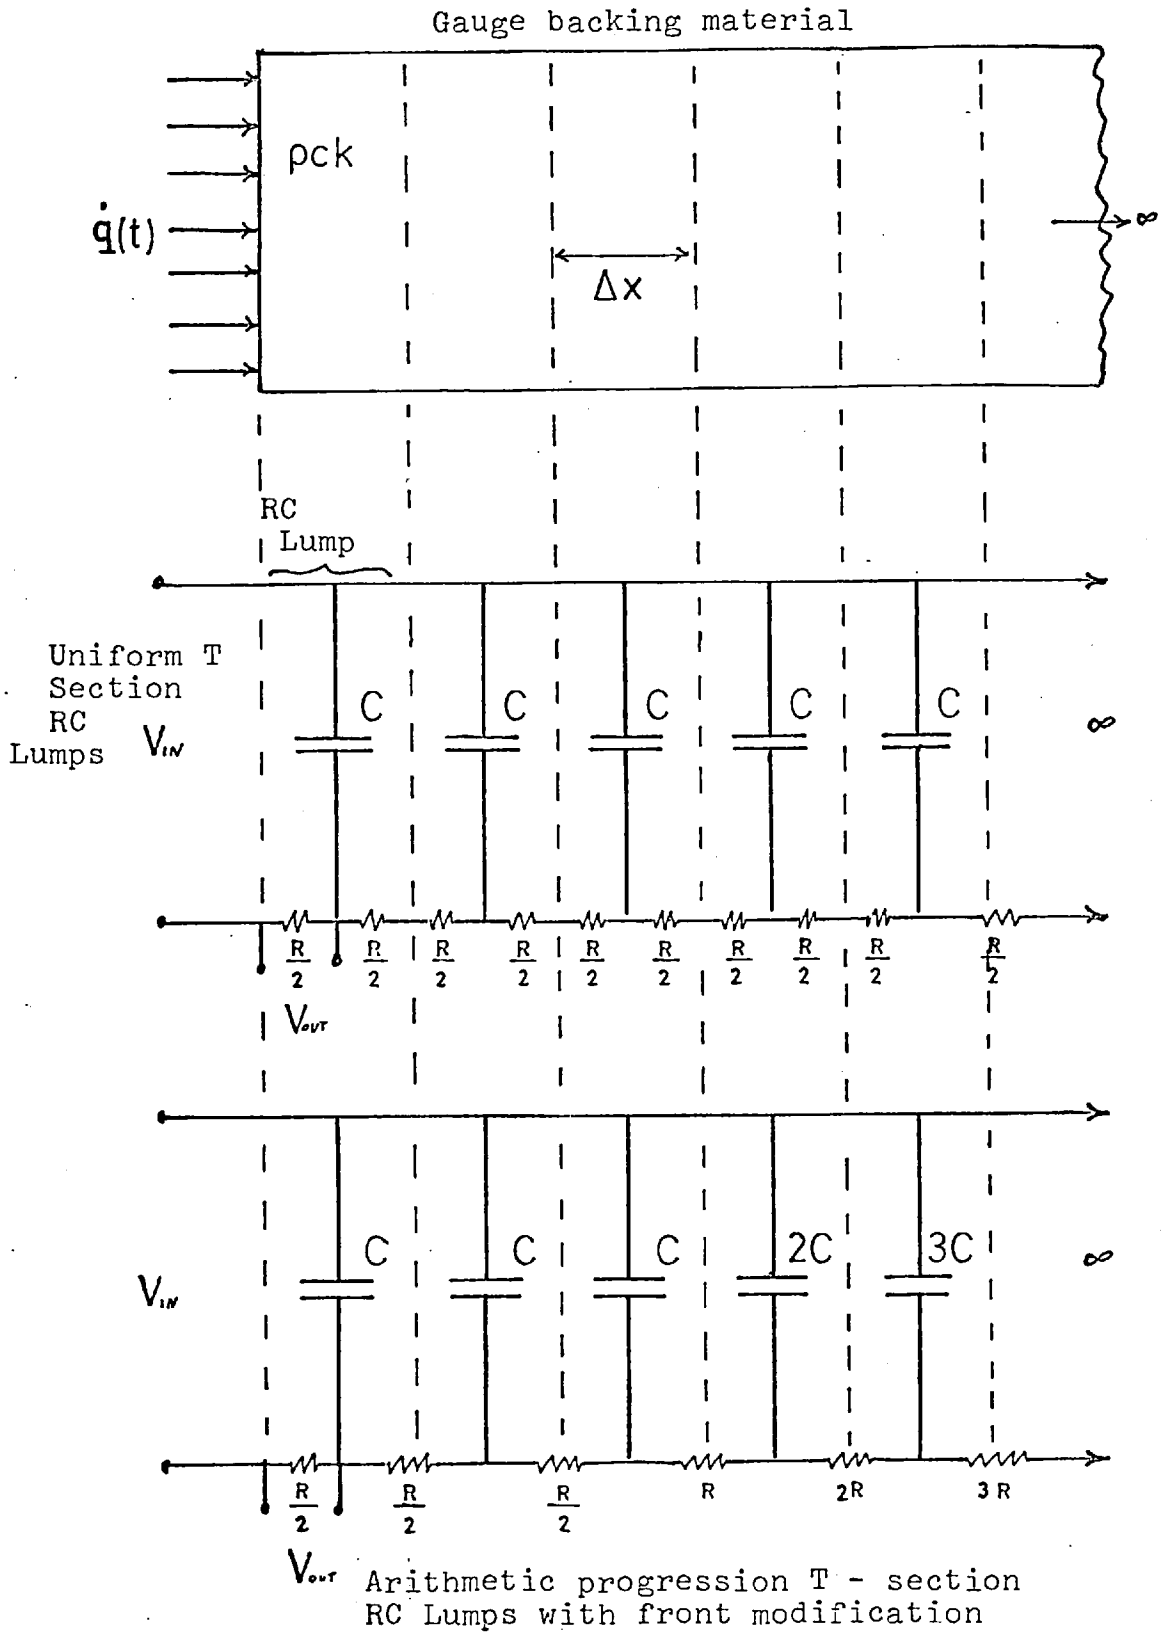 Gauge backing material
ρck
q̇(t)
∞
Δx
RC
Lump
Uniform T
Section
RC
Lumps
V_IN
C C C C C
∞
R/2 R/2 R/2 R/2 R/2 R/2 R/2 R/2 R/2 R/2
V_OUT
C C C 2C 3C
∞
V_IN
R/2 R/2 R/2 R 2R 3R
V_OUT
Arithmetic progression T - section
RC Lumps with front modification